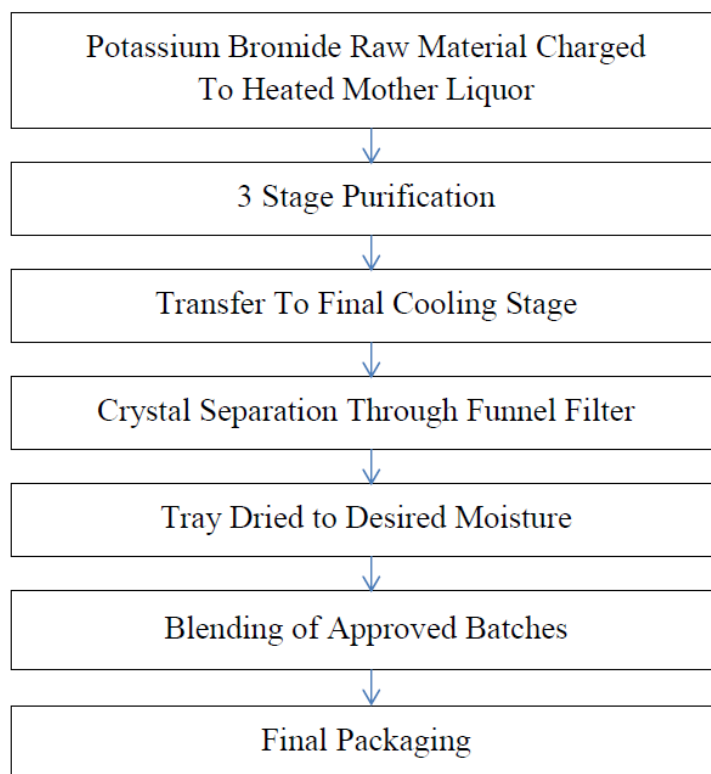 Potassium Bromide Raw Material Charged
To Heated Mother Liquor
3 Stage Purification
Transfer To Final Cooling Stage
Crystal Separation Through Funnel Filter
Tray Dried to Desired Moisture
Blending of Approved Batches
Final Packaging